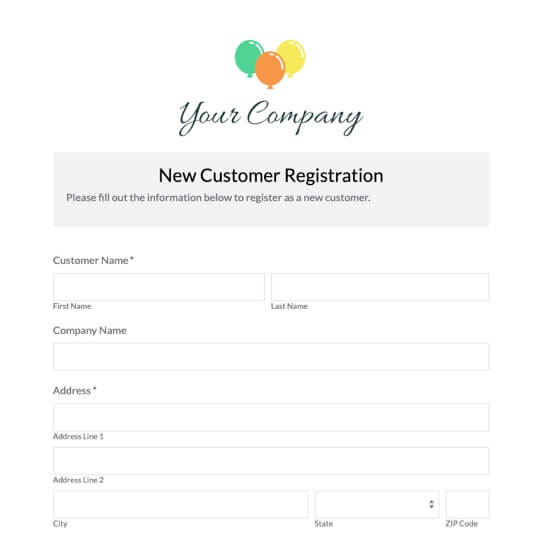 Your Company
New Customer Registration
Please fill out the information below to register as a new customer.
Customer Name *
First Name Last Name
Company Name
Address *
Address Line 1
Address Line 2
City State ZIP Code